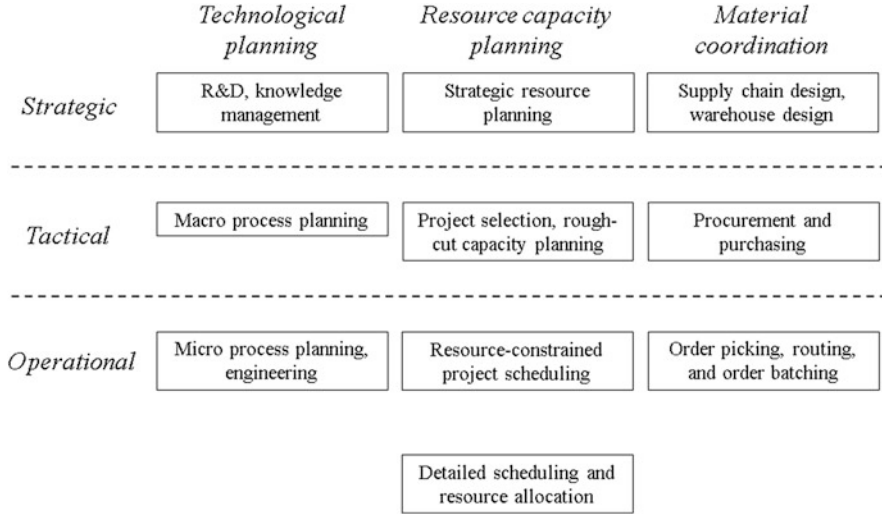 Technological
planning
Resource capacity
planning
Material
coordination
Strategic
R&D, knowledge
management
Strategic resource
planning
Supply chain design,
warehouse design
Tactical
Macro process planning
Project selection, rough-
cut capacity planning
Procurement and
purchasing
Operational
Micro process planning,
engineering
Resource-constrained
project scheduling
Order picking, routing,
and order batching
Detailed scheduling and
resource allocation